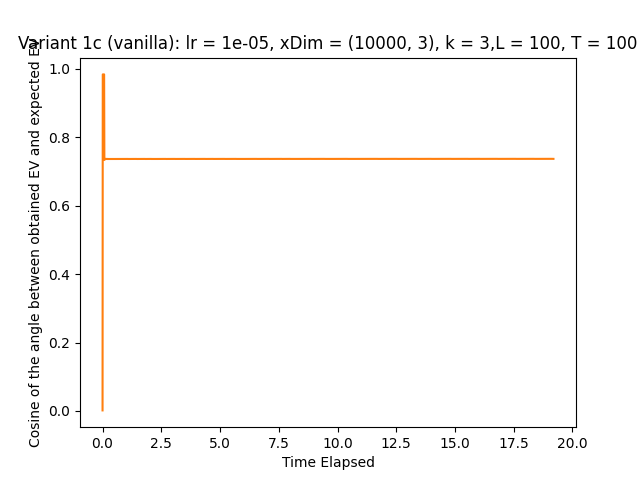 Variant 1c (vanilla): lr = 1e-05, xDim = (10000, 3), k = 3,L = 100, T = 100
Cosine of the angle between obtained EV and expected EV
1.0
0.8
0.6
0.4
0.2
0.0
0.0 2.5 5.0 7.5 10.0 12.5 15.0 17.5 20.0
Time Elapsed